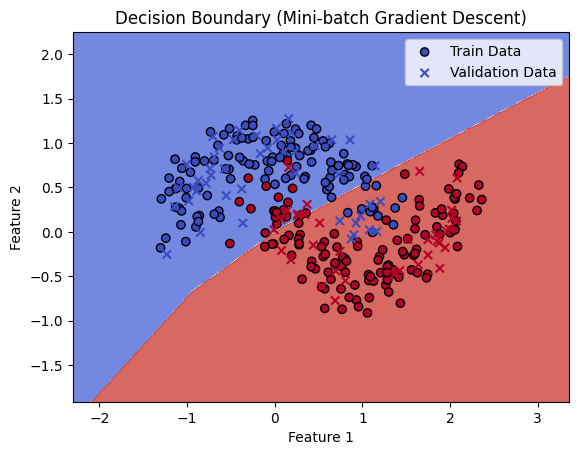 Decision Boundary (Mini-batch Gradient Descent)
Train Data
Validation Data
2.0
1.5
1.0
0.5
0.0
−0.5
−1.0
−1.5
Feature 2
−2
−1
0
1
2
3
Feature 1